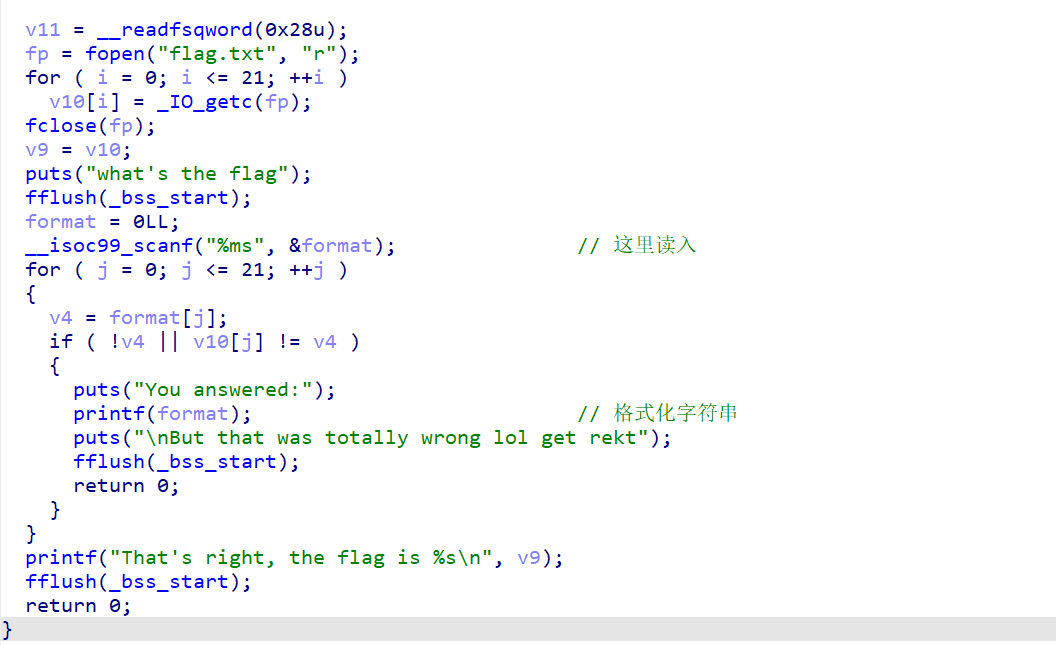 v11 = __readfsqword(0x28u);
fp = fopen("flag.txt", "r");
for ( i = 0; i <= 21; ++i )
v10[i] = _IO_getc(fp);
fclose(fp);
v9 = v10;
puts("what's the flag");
fflush(_bss_start);
format = 0LL;
__isoc99_scanf("%ms", &format); // 这里读入
for ( j = 0; j <= 21; ++j )
{
v4 = format[j];
if ( !v4 || v10[j] != v4 )
{
puts("You answered:");
printf(format); // 格式化字符串
puts("\nBut that was totally wrong lol get rekt");
fflush(_bss_start);
return 0;
}
}
printf("That's right, the flag is %s\n", v9);
fflush(_bss_start);
return 0;
}